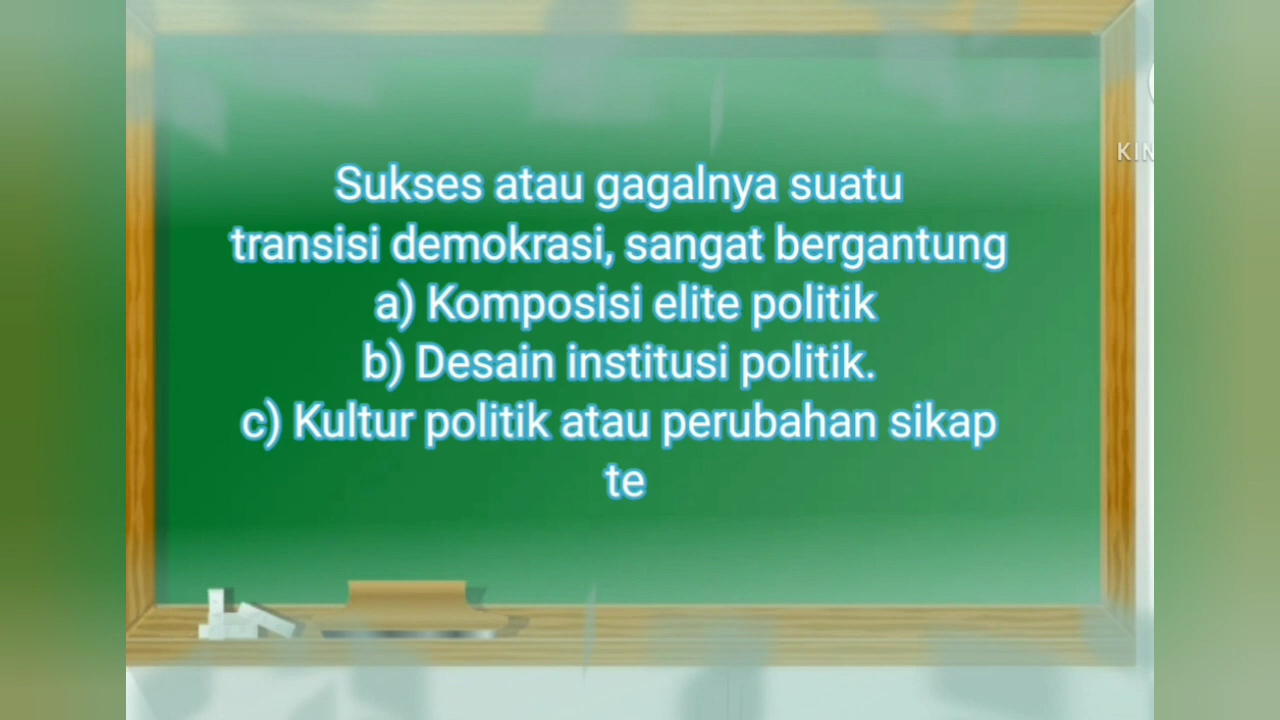 Sukses atau gagalnya suatu
transisi demokrasi, sangat bergantung
a) Komposisi elite politik
b) Desain institusi politik.
c) Kultur politik atau perubahan sikap
te
KIN